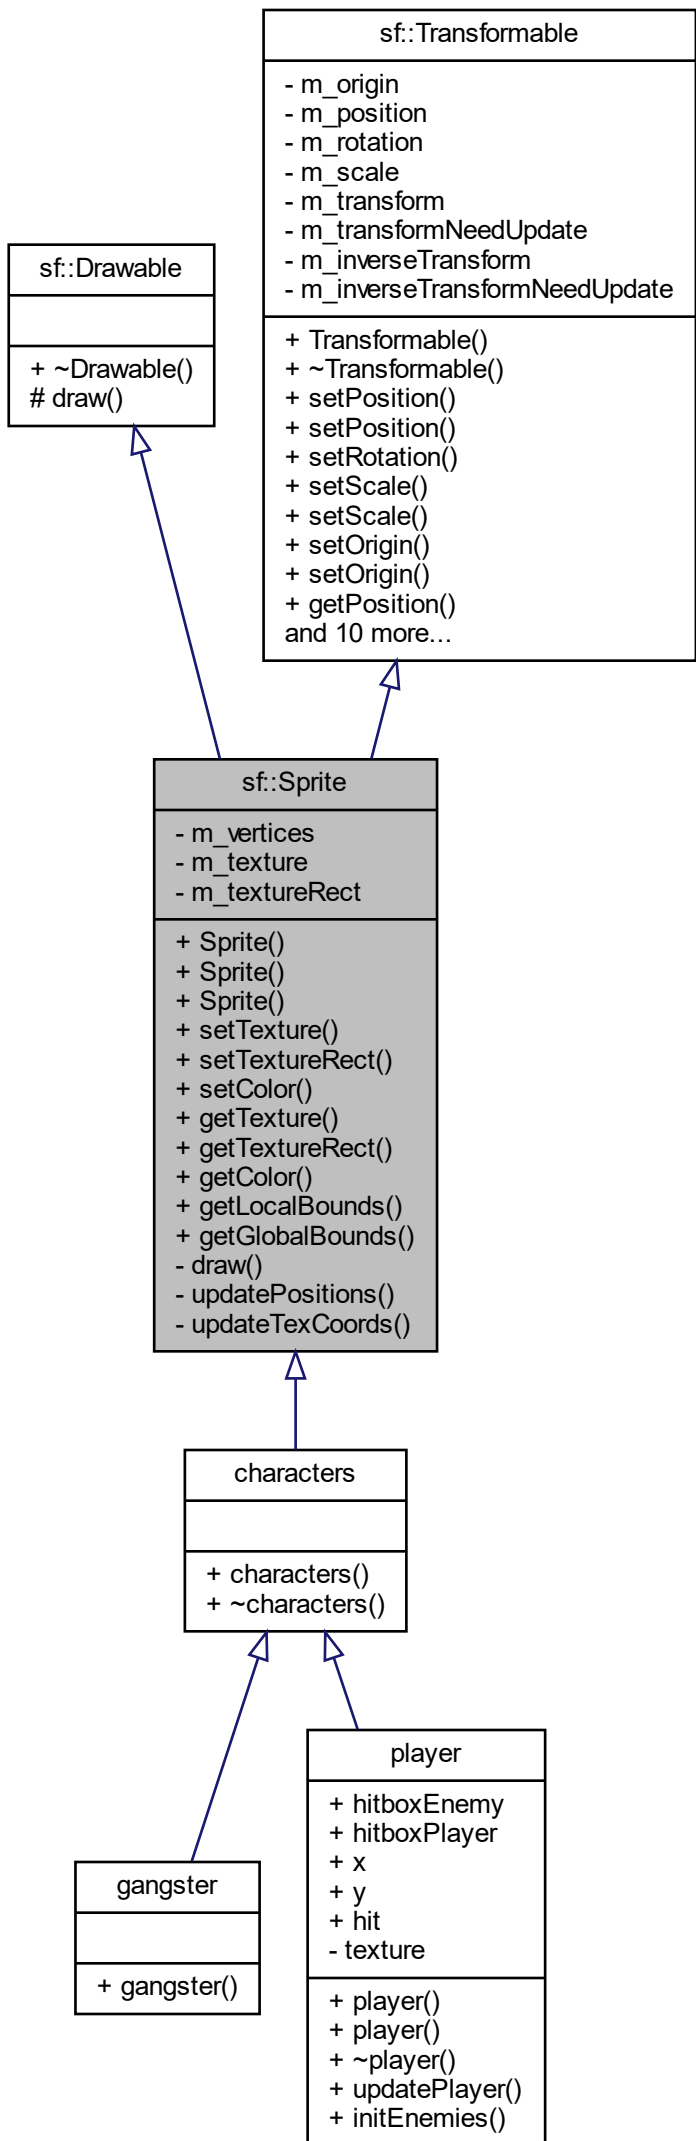 sf::Transformable
- m_origin
- m_position
- m_rotation
- m_scale
- m_transform
- m_transformNeedUpdate
- m_inverseTransform
- m_inverseTransformNeedUpdate
+ Transformable()
+ ~Transformable()
+ setPosition()
+ setPosition()
+ setRotation()
+ setScale()
+ setScale()
+ setOrigin()
+ setOrigin()
+ getPosition()
and 10 more...
sf::Drawable
+ ~Drawable()
# draw()
sf::Sprite
- m_vertices
- m_texture
- m_textureRect
+ Sprite()
+ Sprite()
+ Sprite()
+ setTexture()
+ setTextureRect()
+ setColor()
+ getTexture()
+ getTextureRect()
+ getColor()
+ getLocalBounds()
+ getGlobalBounds()
- draw()
- updatePositions()
- updateTexCoords()
characters
+ characters()
+ ~characters()
gangster
+ gangster()
player
+ hitboxEnemy
+ hitboxPlayer
+ x
+ y
+ hit
- texture
+ player()
+ player()
+ ~player()
+ updatePlayer()
+ initEnemies()